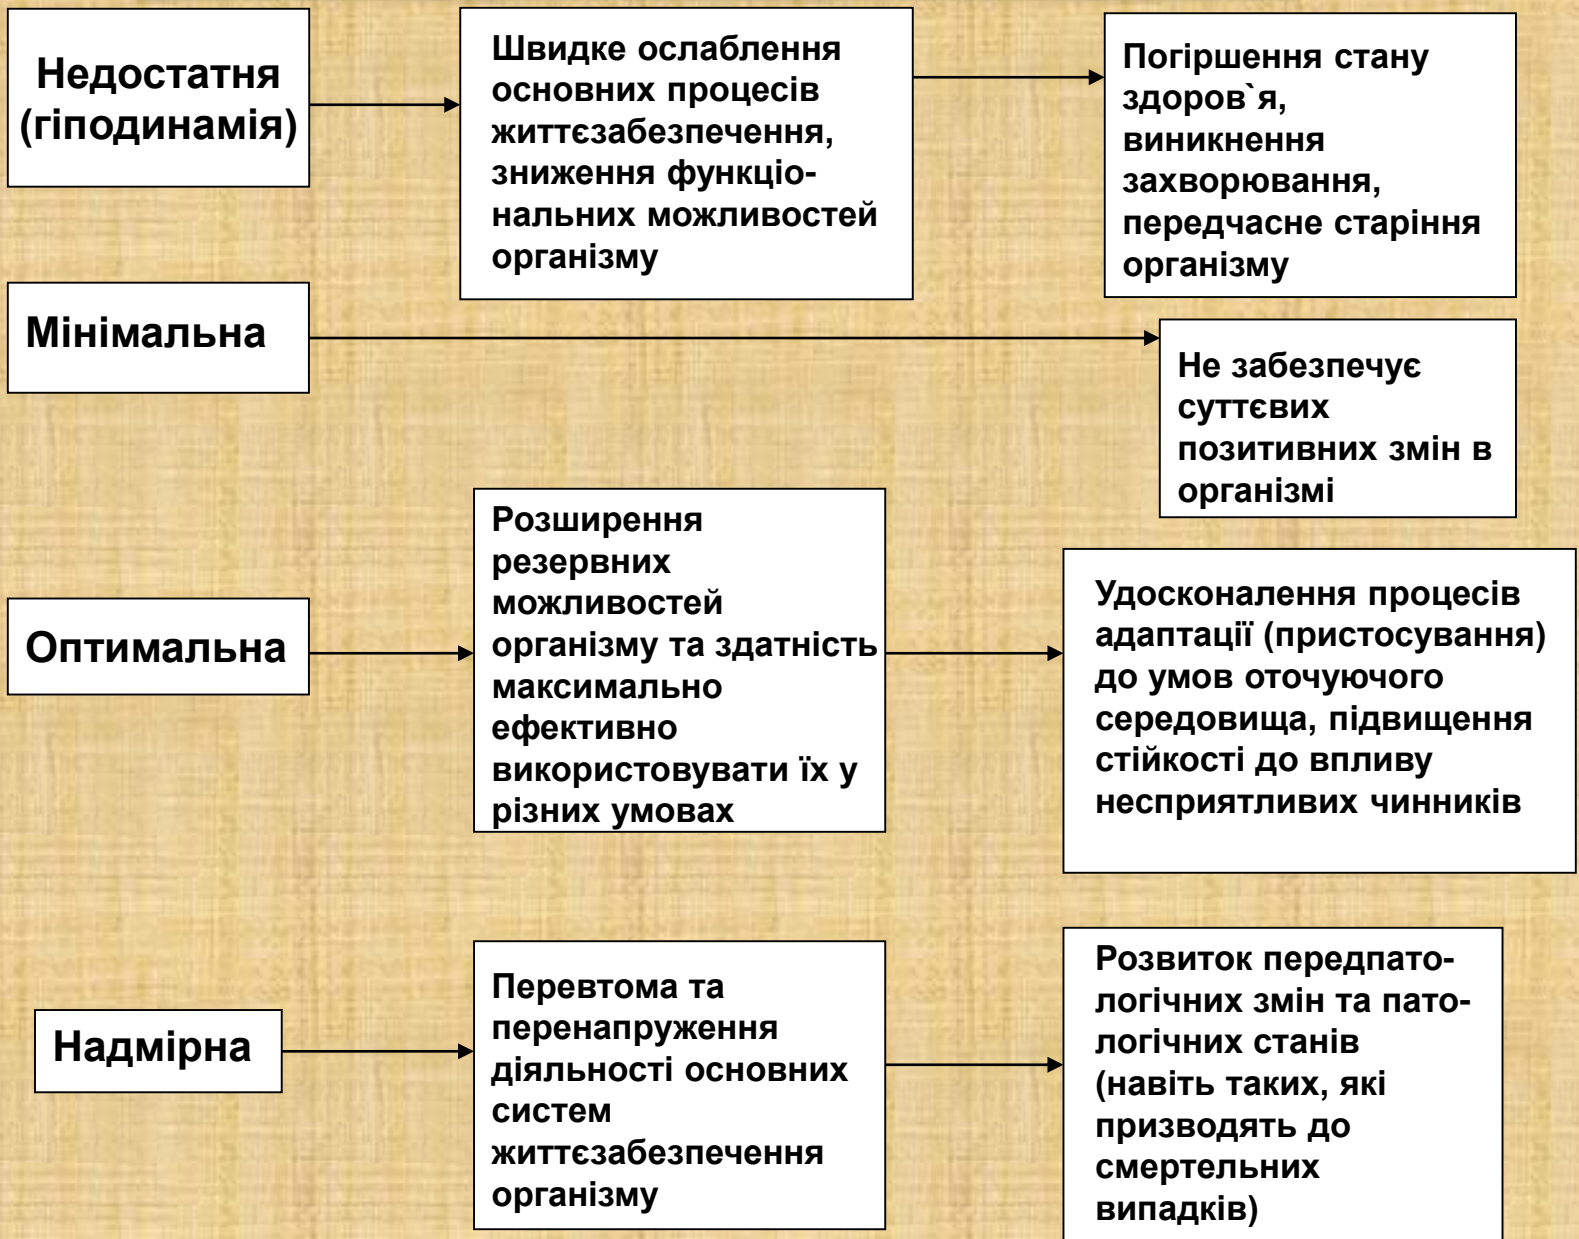 Недостатня
(гіподинамія)
Швидке ослаблення
основних процесів
життєзабезпечення,
зниження функціо-
нальних можливостей
організму
Погіршення стану
здоров`я,
виникнення
захворювання,
передчасне старіння
організму
Мінімальна
Не забезпечує
суттєвих
позитивних змін в
організмі
Оптимальна
Розширення
резервних
можливостей
організму та здатність
максимально
ефективно
використовувати їх у
різних умовах
Удосконалення процесів
адаптації (пристосування)
до умов оточуючого
середовища, підвищення
стійкості до впливу
несприятливих чинників
Надмірна
Перевтома та
перенапруження
діяльності основних
систем
життєзабезпечення
організму
Розвиток передпато-
логічних змін та пато-
логічних станів
(навіть таких, які
призводять до
смертельних
випадків)